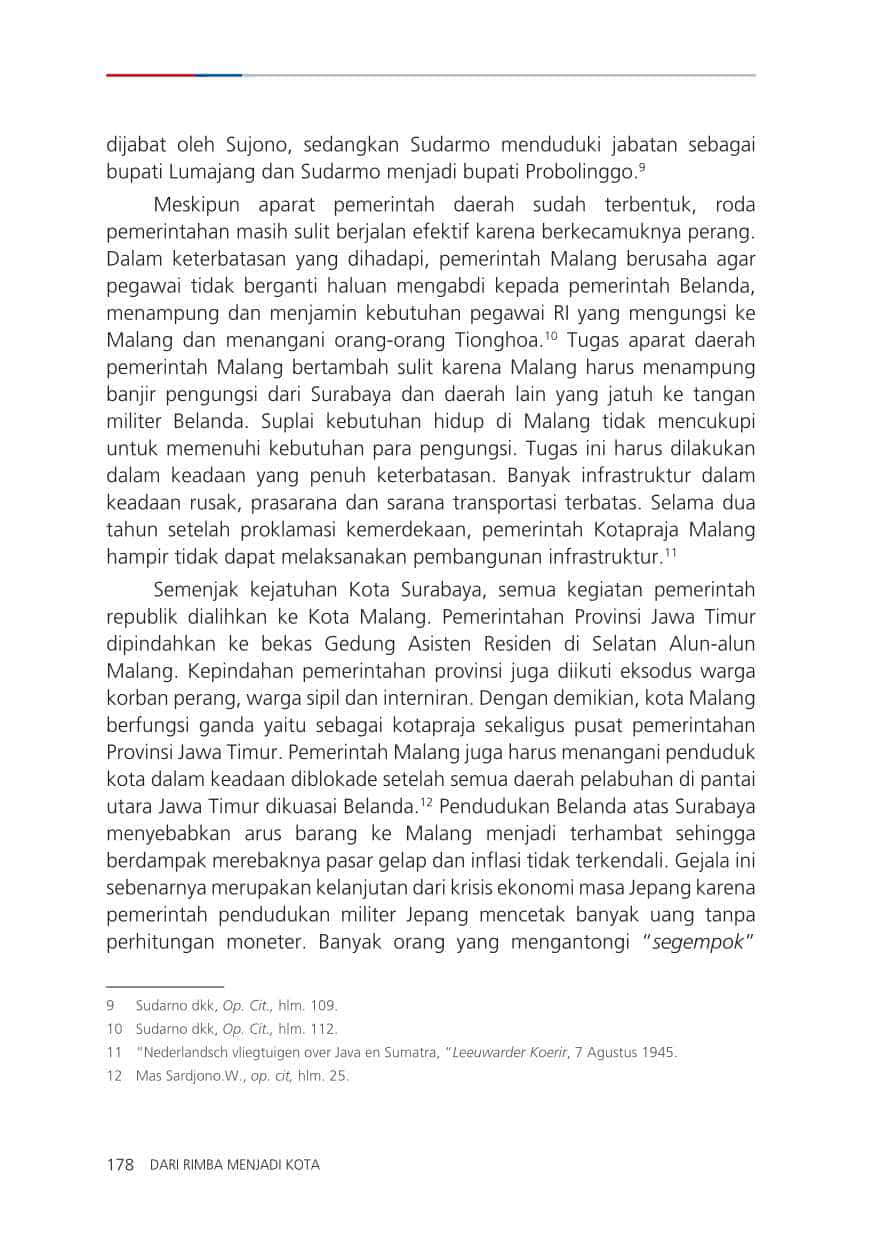 dijabat oleh Sujono, sedangkan Sudarmo menduduki jabatan sebagai
bupati Lumajang dan Sudarmo menjadi bupati Probolinggo.⁹
Meskipun aparat pemerintah daerah sudah terbentuk, roda
pemerintahan masih sulit berjalan efektif karena berkecamuknya perang.
Dalam keterbatasan yang dihadapi, pemerintah Malang berusaha agar
pegawai tidak berganti haluan mengabdi kepada pemerintah Belanda,
menampung dan menjamin kebutuhan pegawai RI yang mengungsi ke
Malang dan menangani orang-orang Tionghoa.¹⁰ Tugas aparat daerah
pemerintah Malang bertambah sulit karena Malang harus menampung
banjir pengungsi dari Surabaya dan daerah lain yang jatuh ke tangan
militer Belanda. Suplai kebutuhan hidup di Malang tidak mencukupi
untuk memenuhi kebutuhan para pengungsi. Tugas ini harus dilakukan
dalam keadaan yang penuh keterbatasan. Banyak infrastruktur dalam
keadaan rusak, prasarana dan sarana transportasi terbatas. Selama dua
tahun setelah proklamasi kemerdekaan, pemerintah Kotapraja Malang
hampir tidak dapat melaksanakan pembangunan infrastruktur.¹¹
Semenjak kejatuhan Kota Surabaya, semua kegiatan pemerintah
republik dialihkan ke Kota Malang. Pemerintahan Provinsi Jawa Timur
dipindahkan ke bekas Gedung Asisten Residen di Selatan Alun-alun
Malang. Kepindahan pemerintahan provinsi juga diikuti eksodus warga
korban perang, warga sipil dan interniran. Dengan demikian, kota Malang
berfungsi ganda yaitu sebagai kotapraja sekaligus pusat pemerintahan
Provinsi Jawa Timur. Pemerintah Malang juga harus menangani penduduk
kota dalam keadaan diblokade setelah semua daerah pelabuhan di pantai
utara Jawa Timur dikuasai Belanda.¹² Pendudukan Belanda atas Surabaya
menyebabkan arus barang ke Malang menjadi terhambat sehingga
berdampak merebaknya pasar gelap dan inflasi tidak terkendali. Gejala ini
sebenarnya merupakan kelanjutan dari krisis ekonomi masa Jepang karena
pemerintah pendudukan militer Jepang mencetak banyak uang tanpa
perhitungan moneter. Banyak orang yang mengantongi “segempok”
9 Sudarno dkk, Op. Cit., hlm. 109.
10 Sudarno dkk, Op. Cit., hlm. 112.
11 “Nederlandsch vliegtuigen over Java en Sumatra, “Leeuwarder Koerir, 7 Agustus 1945.
12 Mas Sardjono.W., op. cit, hlm. 25.
178 DARI RIMBA MENJADI KOTA